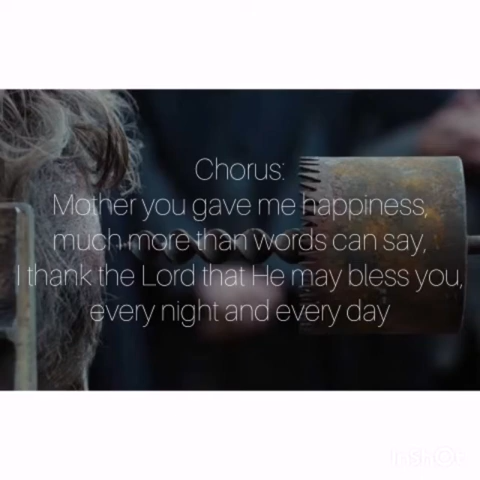 Chorus:
Mother you gave me happiness,
much more than words can say,
I thank the Lord that He may bless you,
every night and every day
INSHOT